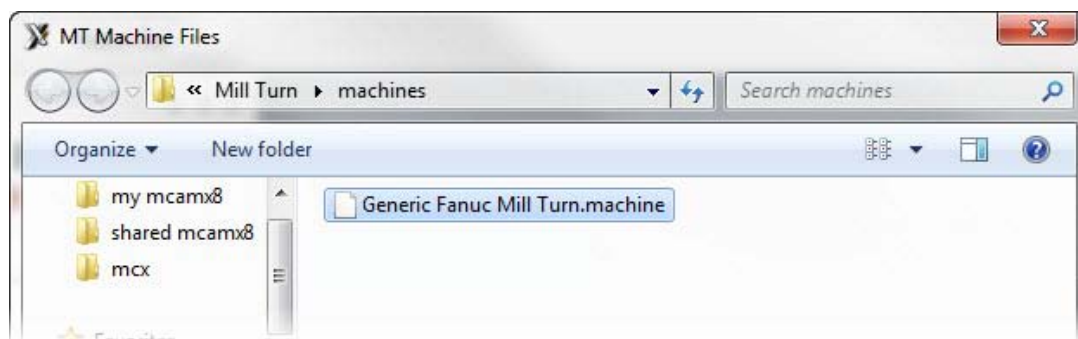 MT Machine Files
« Mill Turn ▸ machines Search machines
Organize ▾ New folder
my mcamx8 Generic Fanuc Mill Turn.machine
shared mcamx8
mcx
Favorites